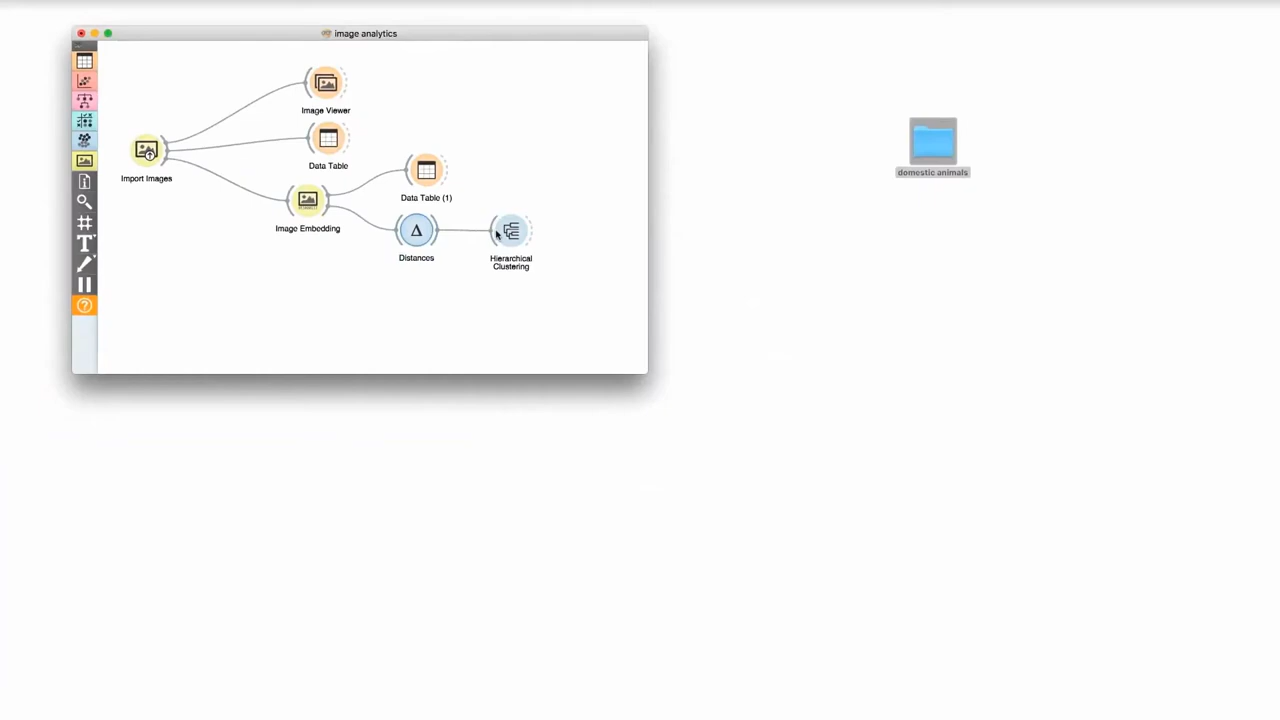 image analytics
Image Viewer
Data Table
Import Images
Data Table (1)
Image Embedding
Distances
Hierarchical
Clustering
domestic animals